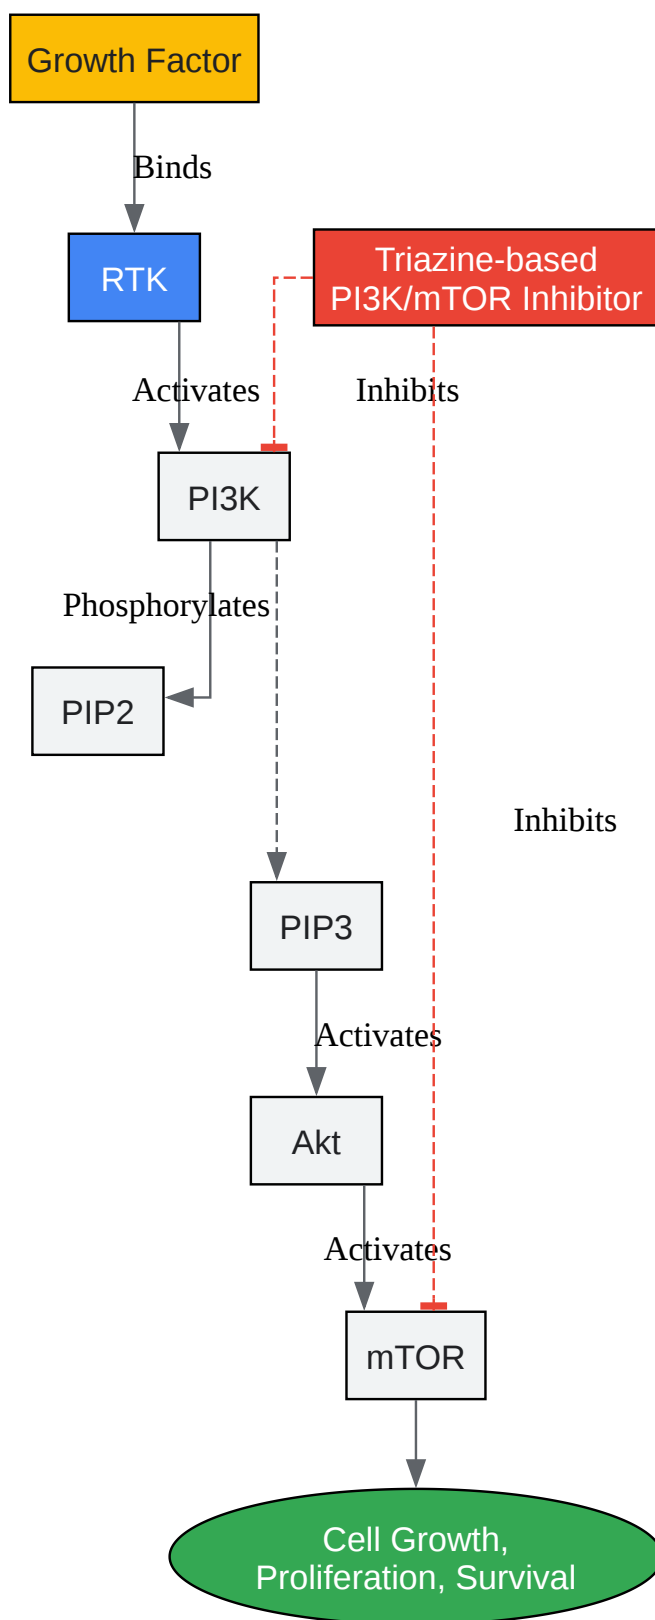 Growth Factor
Binds
RTK
Triazine-based
PI3K/mTOR Inhibitor
Activates
Inhibits
PI3K
Phosphorylates
PIP2
Inhibits
PIP3
Activates
Akt
Activates
mTOR
Cell Growth,
Proliferation, Survival